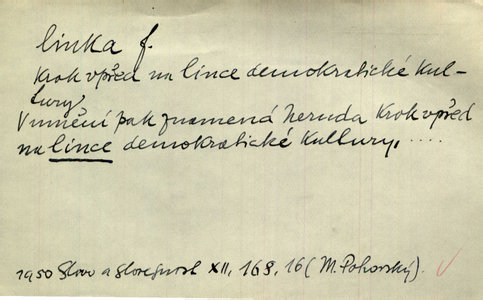 linka f.
Krok vpřed na lince demokratické kul-
tury
V umění pak znamená Neruda krok vpřed
na lince demokratické kultury, ....
1950 Slovo a slovesnost XII, 168, 16 (M. Pohorský).